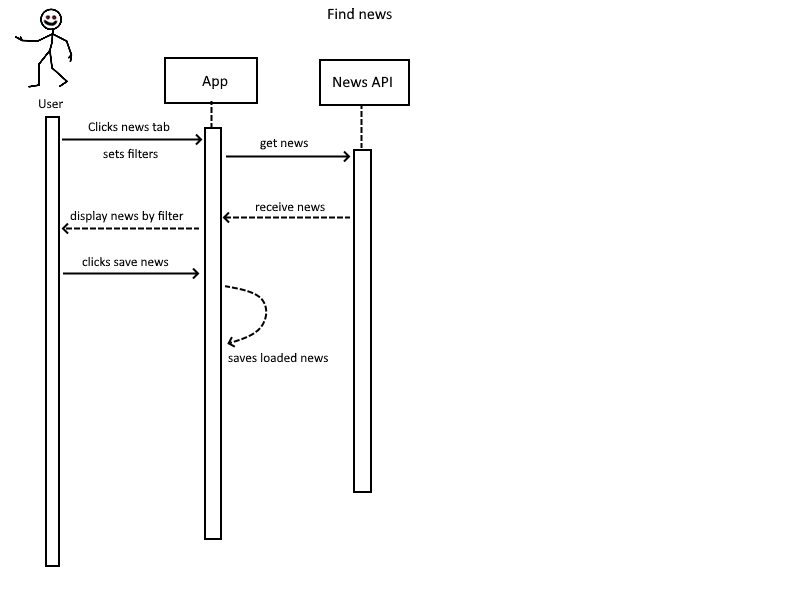 Find news
User
App
News API
Clicks news tab
sets filters
get news
receive news
display news by filter
clicks save news
saves loaded news